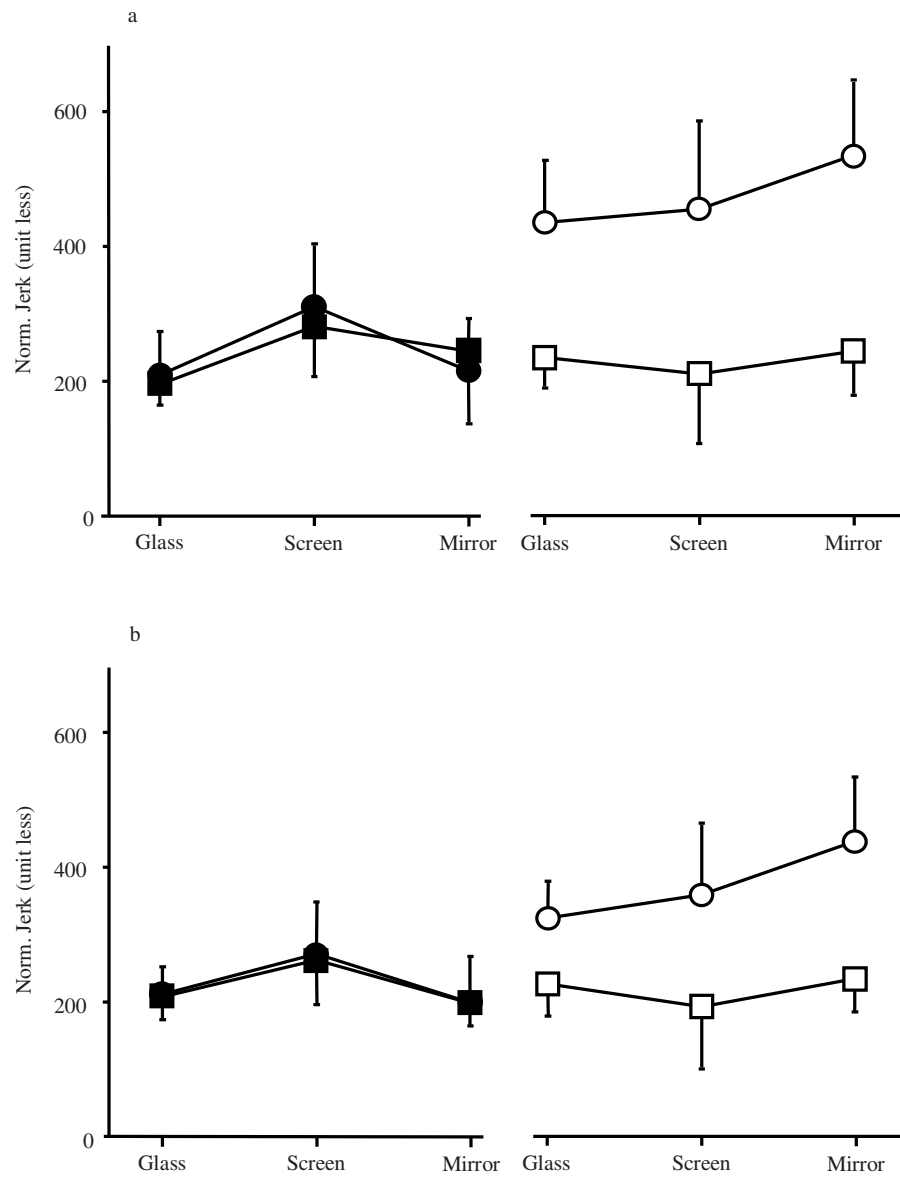 a
Norm. Jerk (unit less)
600
400
200
0
Glass Screen Mirror Glass Screen Mirror
b
Norm. Jerk (unit less)
600
400
200
0
Glass Screen Mirror Glass Screen Mirror